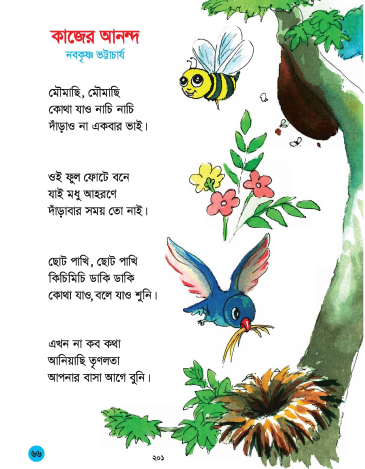 কাজের আনন্দ
নবকৃষ্ণ ভট্টাচার্য
মৌমাছি, মৌমাছি
কোথা যাও নাচি নাচি
দাঁড়াও না একবার ভাই।
ওই ফুল ফোটে বনে
যাই মধু আহরণে
দাঁড়াবার সময় তো নাই।
ছোট পাখি, ছোট পাখি
কিচিমিচি ডাকি ডাকি
কোথা যাও, বলে যাও শুনি।
এখন না কব কথা
আনিয়াছি তৃণলতা
আপনার বাসা আগে বুনি।
৬৬
২০১